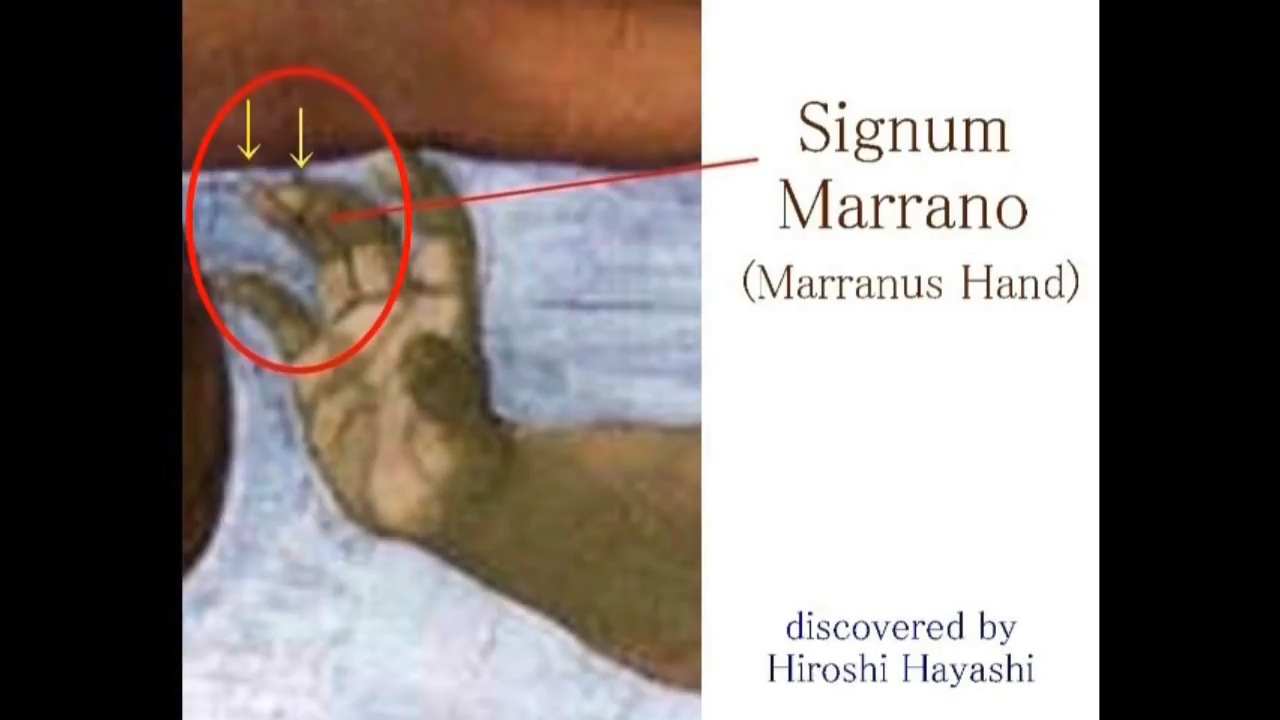 Signum
Marrano
(Marranus Hand)
discovered by
Hiroshi Hayashi